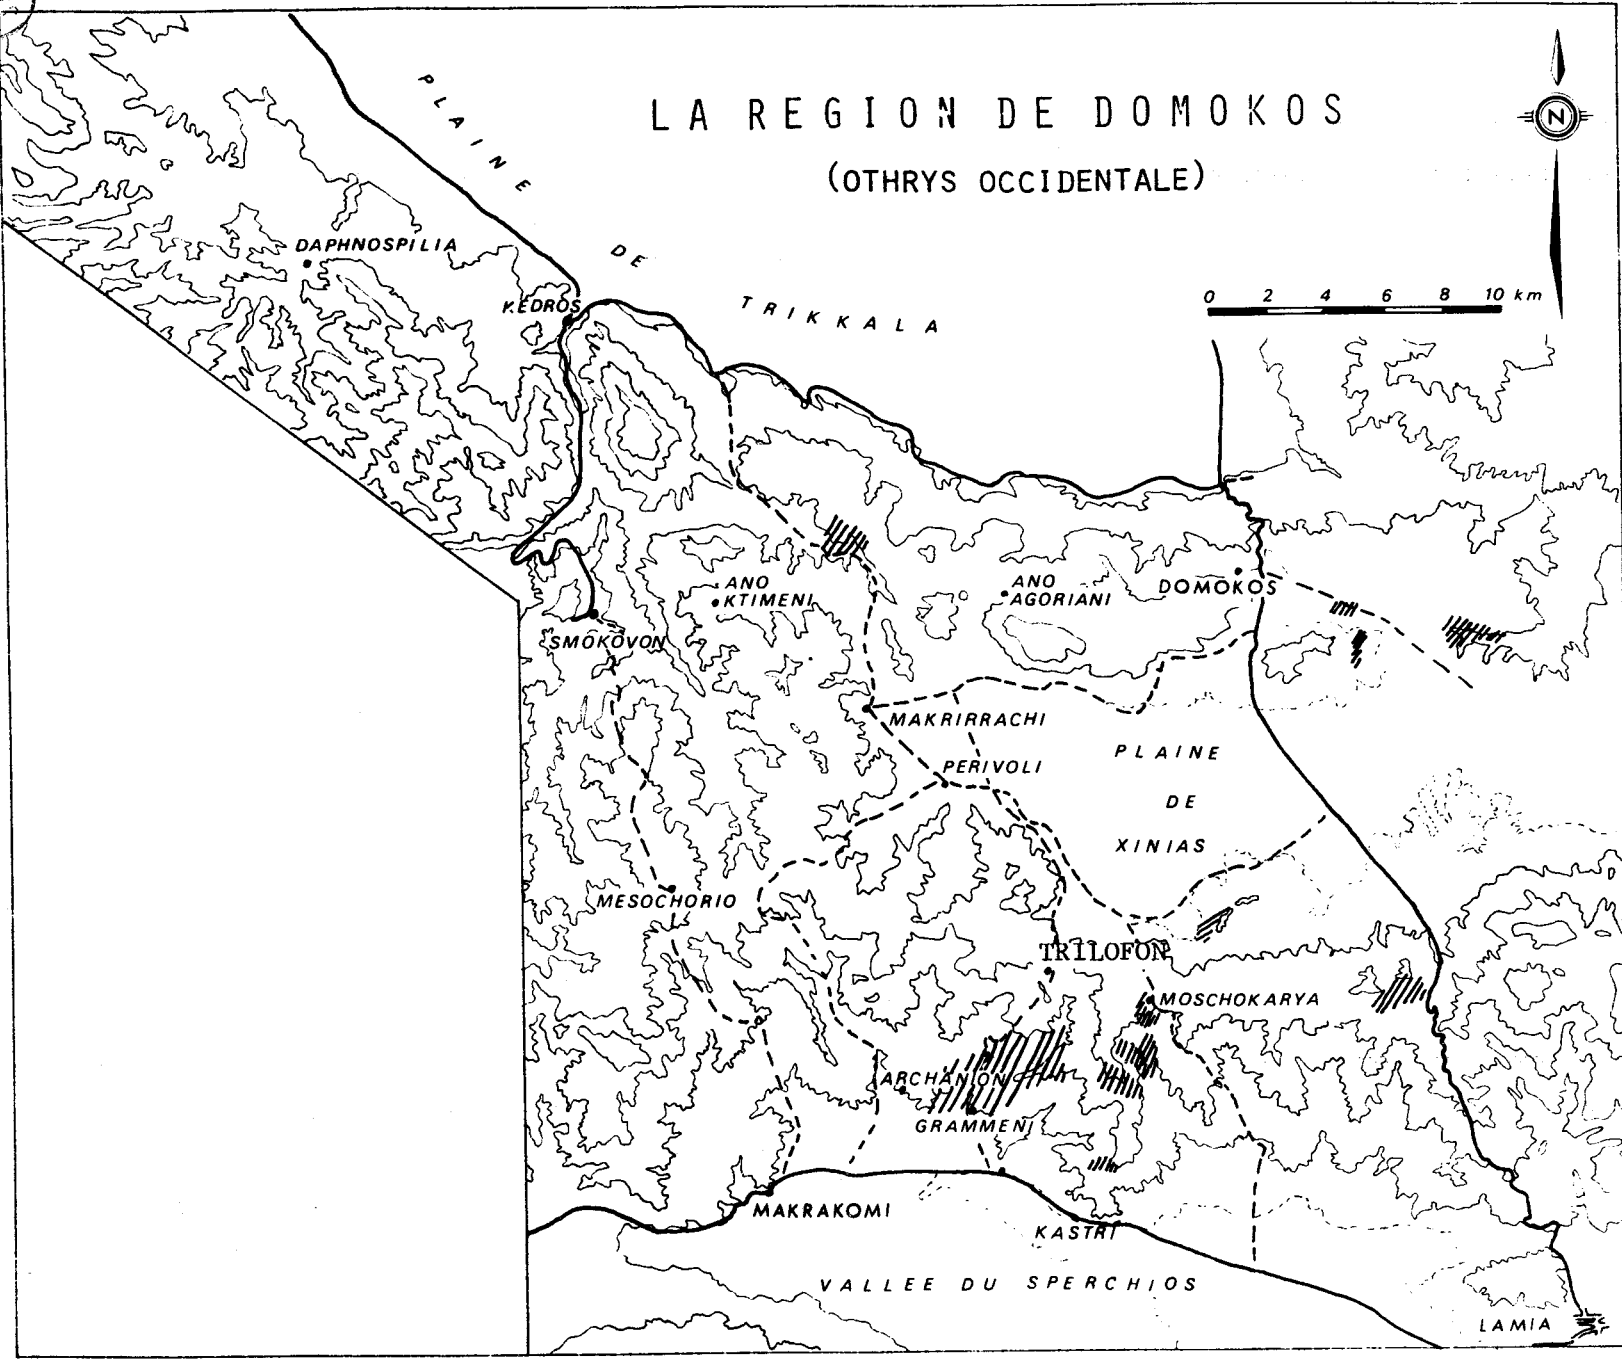 LA REGION DE DOMOKOS
(OTHRYS OCCIDENTALE)
N
0 2 4 6 8 10 km
PLAINE
DE
TRIKKALA
DAPHNOSPILIA
KEDROS
ANO
KTIMENI
ANO
AGORIANI
DOMOKOS
SMOKOVON
MAKRIRRACHI
PERIVOLI
PLAINE
DE
XINIAS
MESOCHORIO
TRILOFON
MOSCHOKARYA
ARCHANION
GRAMMENI
MAKRAKOMI
KASTRI
VALLEE DU SPERCHIOS
LAMIA